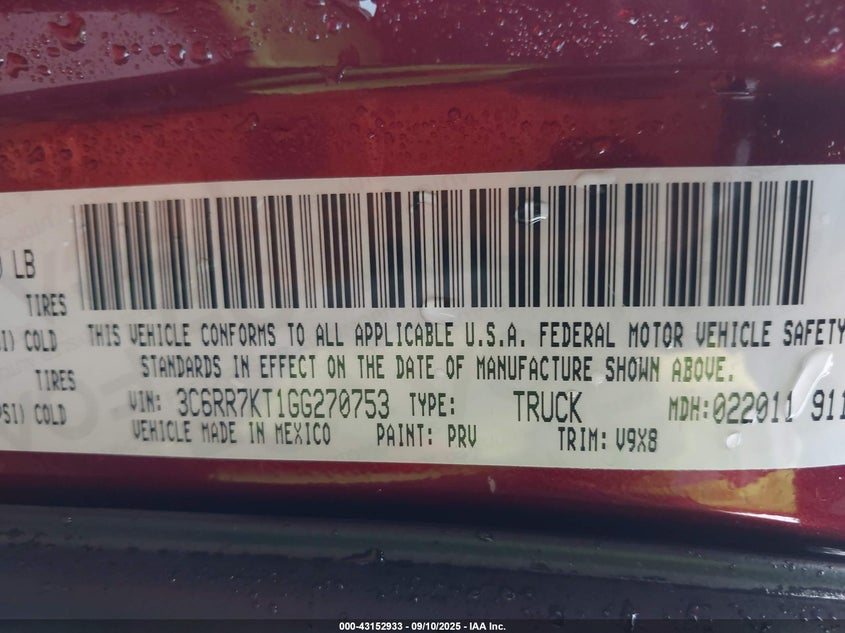 LB
TIRES
COLD
THIS VEHICLE CONFORMS TO ALL APPLICABLE U.S.A. FEDERAL MOTOR VEHICLE SAFETY
STANDARDS IN EFFECT ON THE DATE OF MANUFACTURE SHOWN ABOVE.
TIRES
PSI) COLD
VIN: 3C6RR7KT1GG270753 TYPE: TRUCK MDH:022011 911
VEHICLE MADE IN MEXICO PAINT: PRV TRIM: V9X8
000-43152933 - 09/10/2025 - IAA Inc.